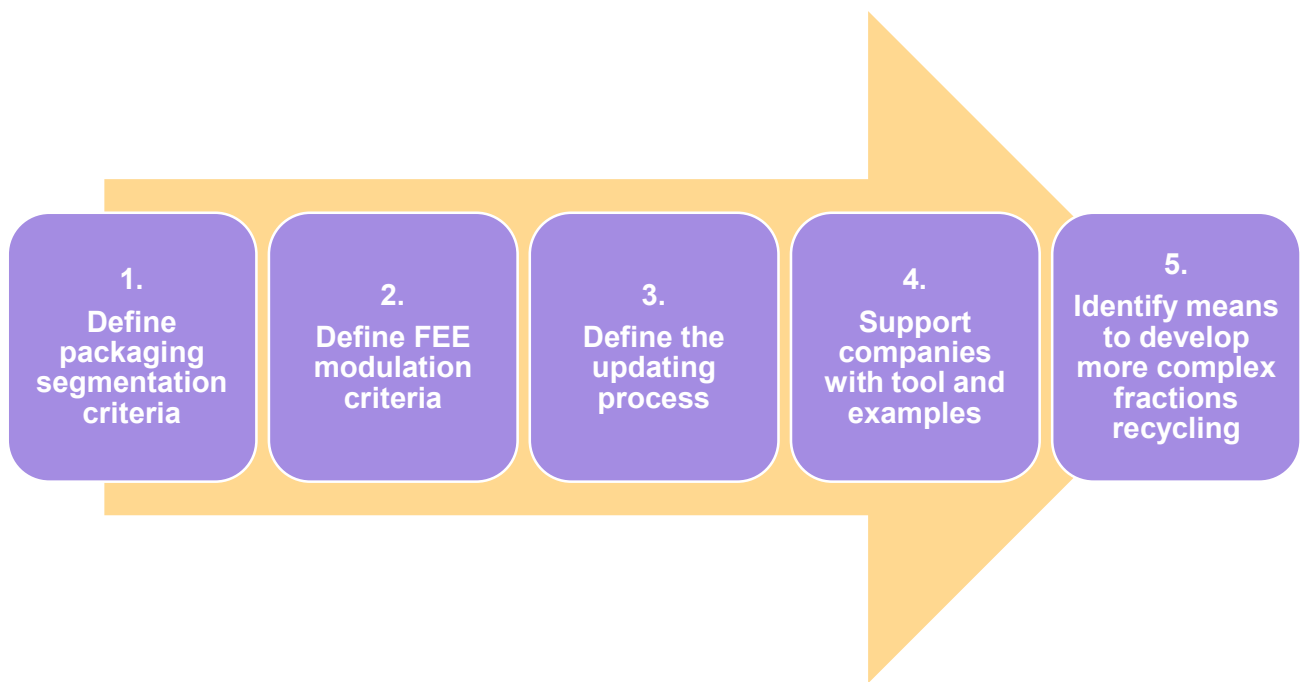 1.
Define
packaging
segmentation
criteria
2.
Define FEE
modulation
criteria
3.
Define the
updating
process
4.
Support
companies
with tool and
examples
5.
Identify means
to develop
more complex
fractions
recycling